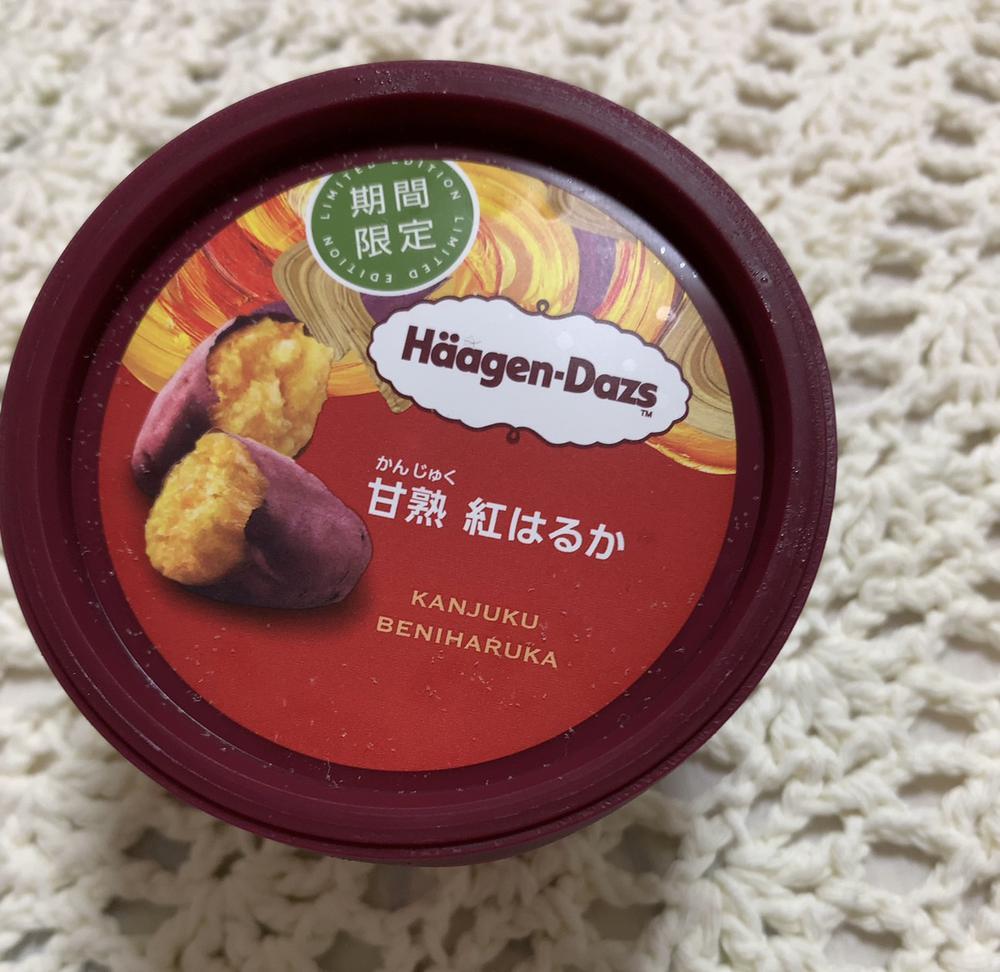 LIMITED EDITION LIMITED EDITION
期間
限定
Häagen-Dazs
TM
かんじゅく
甘熟 紅はるか
KANJUKU
BENIHARUKA